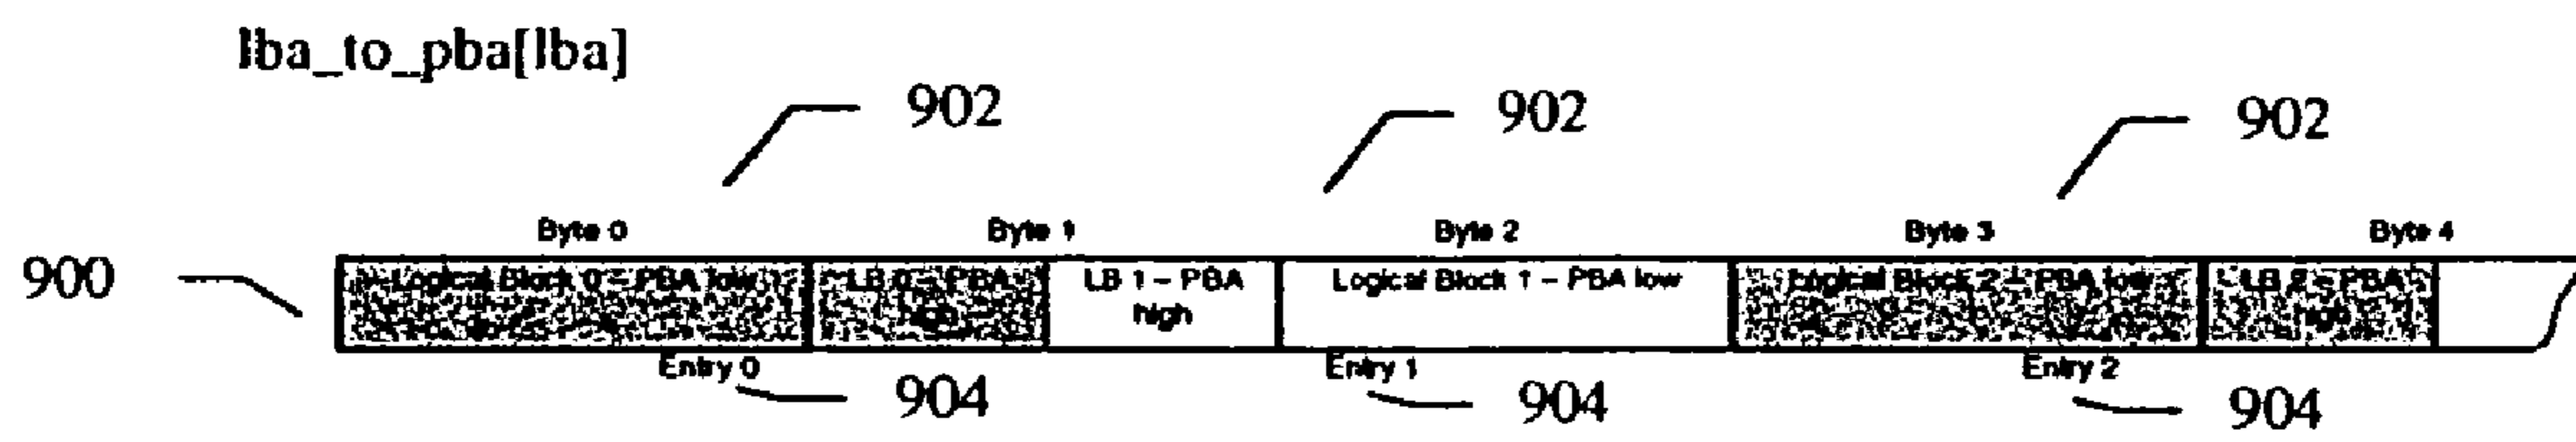 lba_to_pba[lba]
902 902 902
Byte 0 Byte 1 Byte 2 Byte 3 Byte 4
900
Logical Block 0 – PBA low LB 0 – PBA LB 1 – PBA Logical Block 1 – PBA low Logical Block 2 – PBA low LB 2 – PBA
high high high
Entry 0 Entry 1 Entry 2
904 904 904